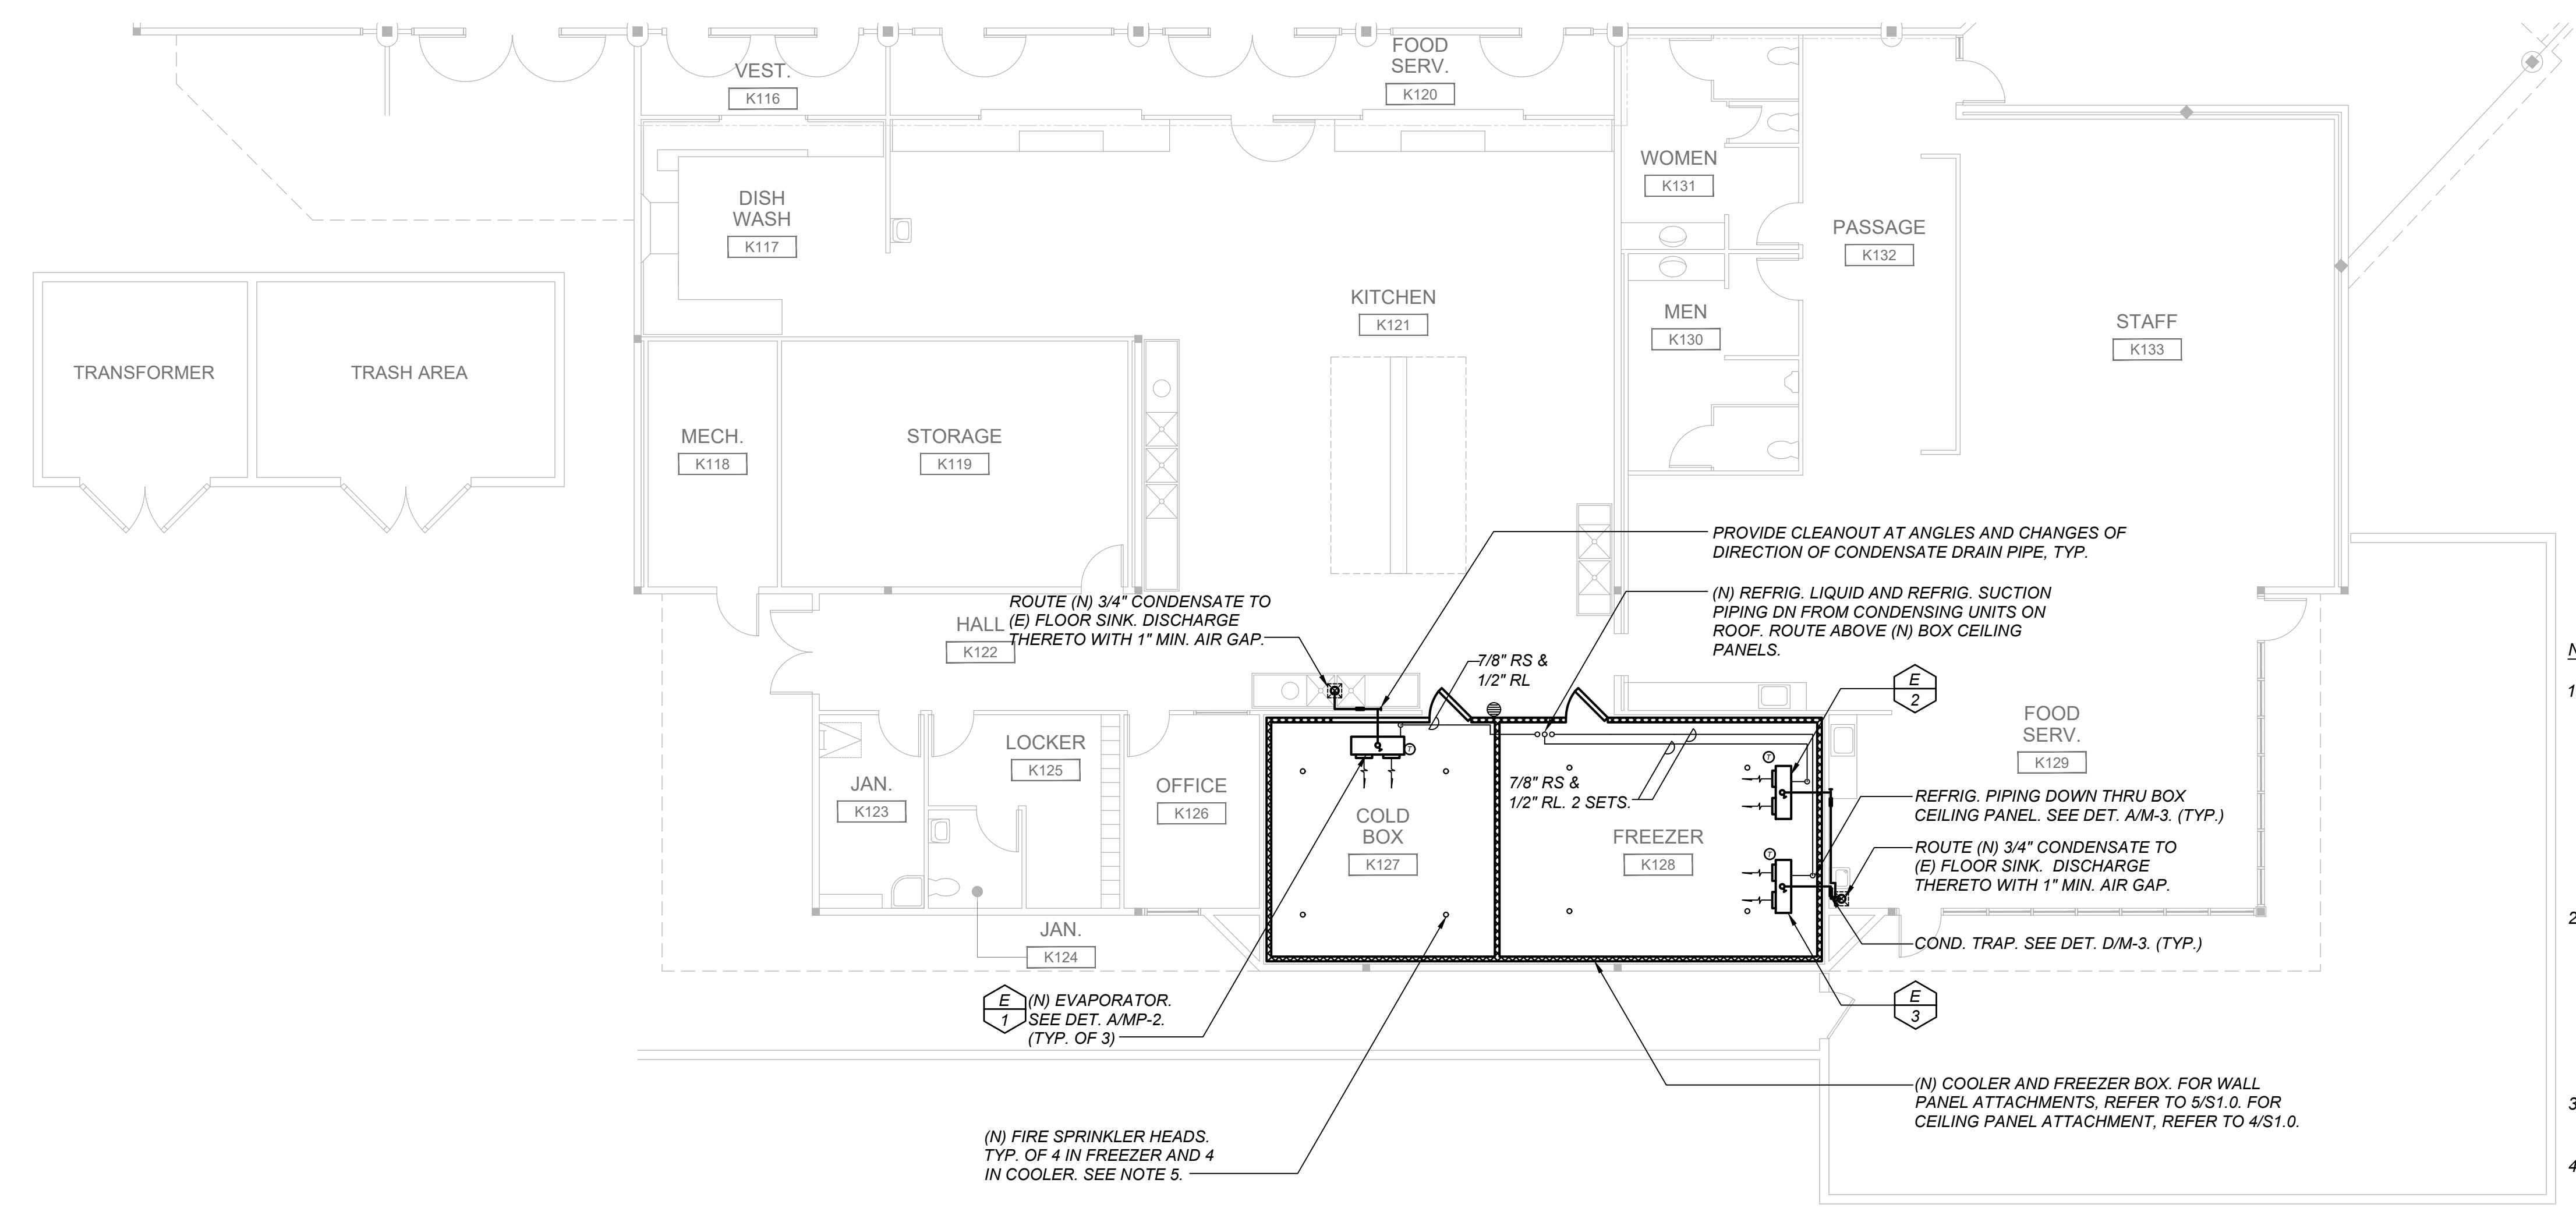 VEST.
K116
FOOD
SERV.
K120
DISH
WASH
K117
WOMEN
K131
PASSAGE
K132
KITCHEN
K121
MEN
K130
STAFF
K133
TRANSFORMER
TRASH AREA
MECH.
K118
STORAGE
K119
PROVIDE CLEANOUT AT ANGLES AND CHANGES OF
DIRECTION OF CONDENSATE DRAIN PIPE, TYP.
(N) REFRIG. LIQUID AND REFRIG. SUCTION
PIPING DN FROM CONDENSING UNITS ON
ROOF. ROUTE ABOVE (N) BOX CEILING
PANELS.
ROUTE (N) 3/4" CONDENSATE TO
(E) FLOOR SINK. DISCHARGE
THERETO WITH 1" MIN. AIR GAP.
HALL
K122
7/8" RS &
1/2" RL
E
2
N
1
LOCKER
K125
JAN.
K123
OFFICE
K126
T
COLD
BOX
K127
7/8" RS &
1/2" RL. 2 SETS.
FREEZER
K128
T
T
FOOD
SERV.
K129
REFRIG. PIPING DOWN THRU BOX
CEILING PANEL. SEE DET. A/M-3. (TYP.)
ROUTE (N) 3/4" CONDENSATE TO
(E) FLOOR SINK. DISCHARGE
THERETO WITH 1" MIN. AIR GAP.
2
COND. TRAP. SEE DET. D/M-3. (TYP.)
JAN.
K124
E
1
(N) EVAPORATOR.
SEE DET. A/MP-2.
(TYP. OF 3)
E
3
(N) COOLER AND FREEZER BOX. FOR WALL
PANEL ATTACHMENTS, REFER TO 5/S1.0. FOR
CEILING PANEL ATTACHMENT, REFER TO 4/S1.0.
3
(N) FIRE SPRINKLER HEADS.
TYP. OF 4 IN FREEZER AND 4
IN COOLER. SEE NOTE 5.
4